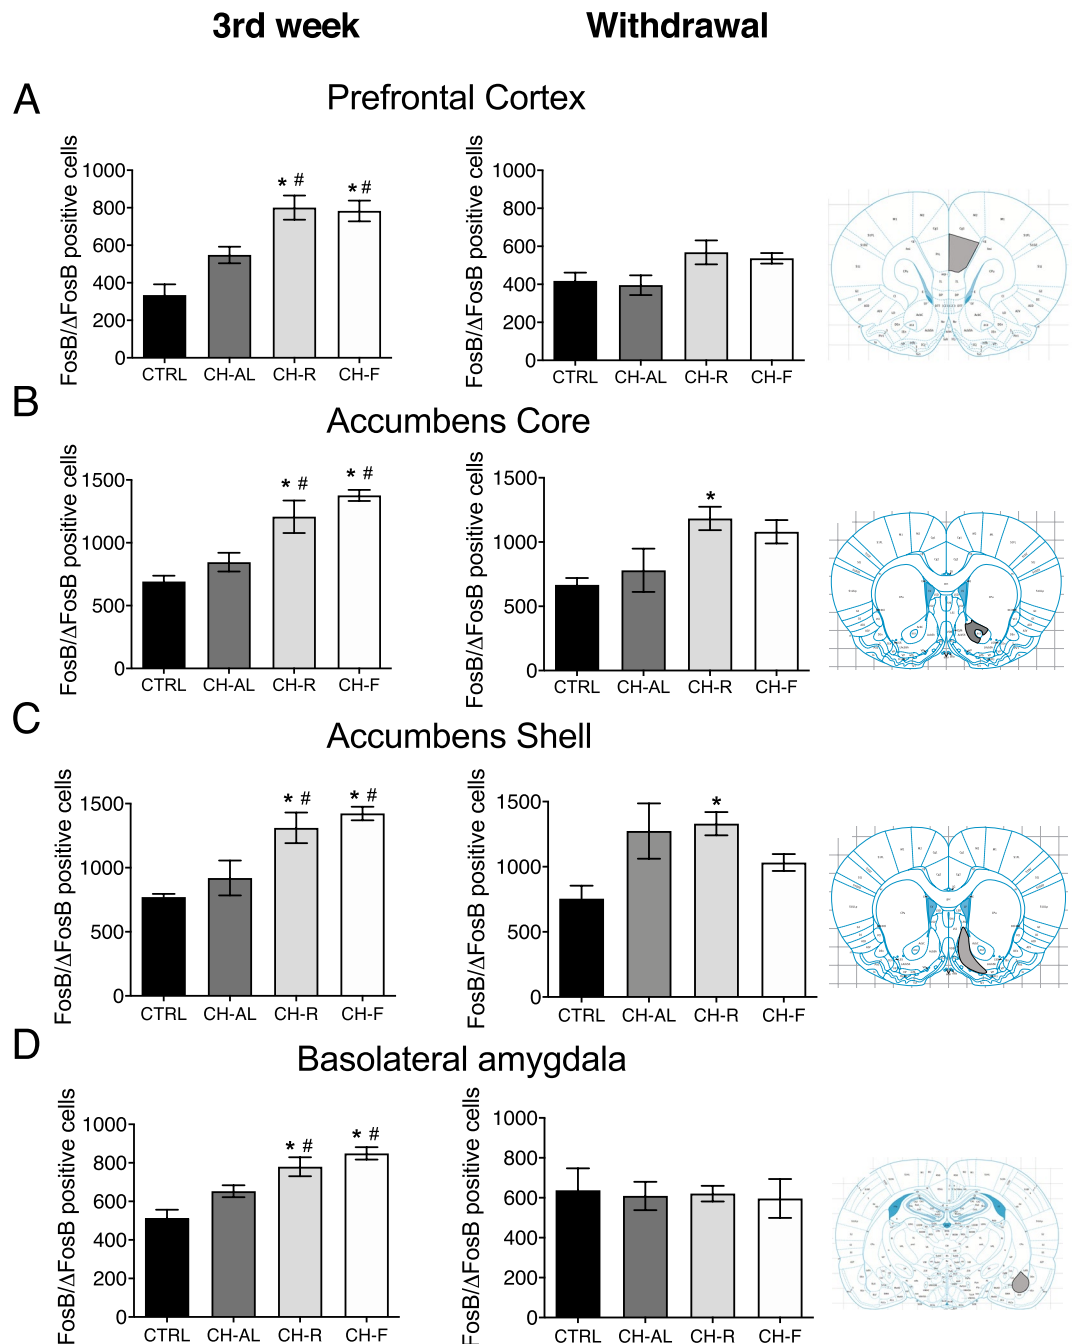 3rd week Withdrawal
A Prefrontal Cortex
FosB/ΔFosB positive cells
1000
800
600
400
200
0
CTRL CH-AL CH-R CH-F
* # * #
FosB/ΔFosB positive cells
1000
800
600
400
200
0
CTRL CH-AL CH-R CH-F
B Accumbens Core
FosB/ΔFosB positive cells
1500
1000
500
0
CTRL CH-AL CH-R CH-F
* # * #
FosB/ΔFosB positive cells
1500
1000
500
0
CTRL CH-AL CH-R CH-F
*
C Accumbens Shell
FosB/ΔFosB positive cells
1500
1000
500
0
CTRL CH-AL CH-R CH-F
* # * #
FosB/ΔFosB positive cells
1500
1000
500
0
CTRL CH-AL CH-R CH-F
*
D Basolateral amygdala
FosB/ΔFosB positive cells
1000
800
600
400
200
0
CTRL CH-AL CH-R CH-F
* # * #
FosB/ΔFosB positive cells
1000
800
600
400
200
0
CTRL CH-AL CH-R CH-F